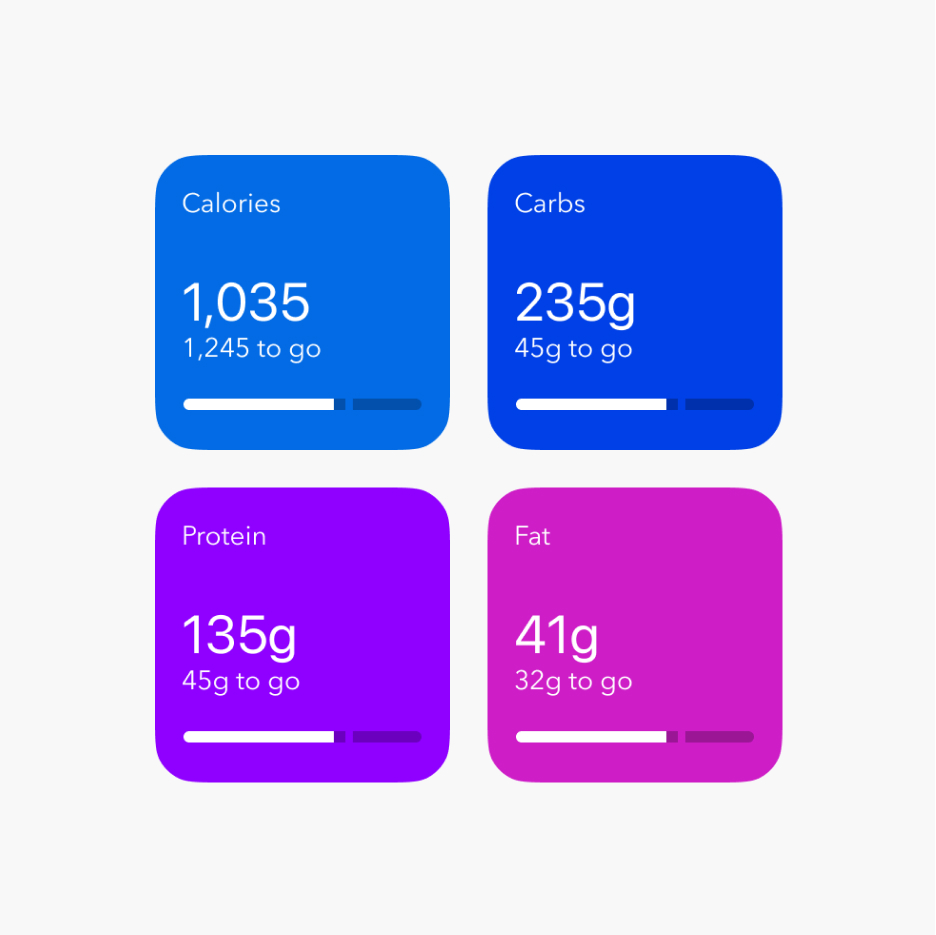 Calories
1,035
1,245 to go
Carbs
235g
45g to go
Protein
135g
45g to go
Fat
41g
32g to go